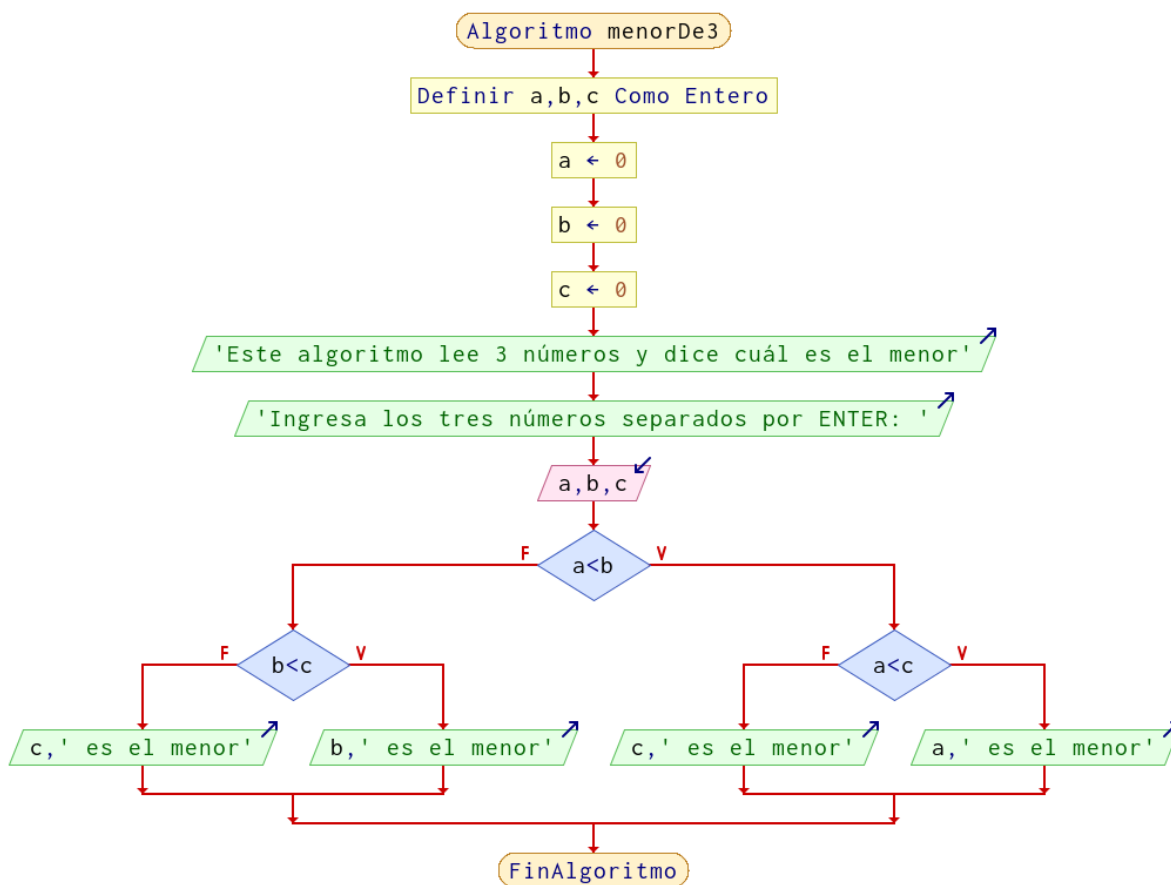 Algoritmo menorDe3
Definir a,b,c Como Entero
a ← 0
b ← 0
c ← 0
'Este algoritmo lee 3 números y dice cuál es el menor'
'Ingresa los tres números separados por ENTER: '
a,b,c
F a<b V
F b<c V
F a<c V
c,' es el menor'
b,' es el menor'
c,' es el menor'
a,' es el menor'
FinAlgoritmo